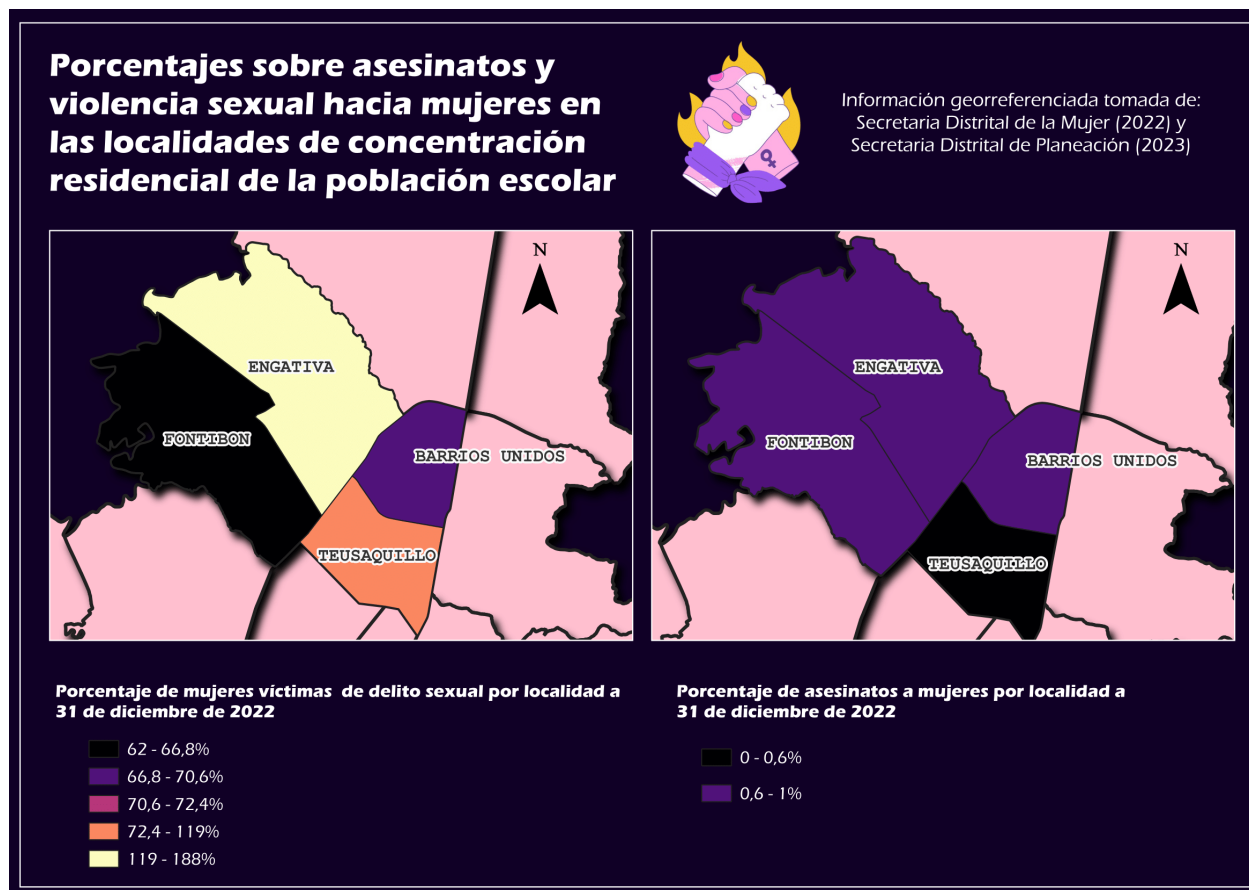 Porcentajes sobre asesinatos y
violencia sexual hacia mujeres en
las localidades de concentración
residencial de la población escolar
Información georreferenciada tomada de:
Secretaria Distrital de la Mujer (2022) y
Secretaria Distrital de Planeación (2023)
N
ENGATIVA
FONTIBON
BARRIOS UNIDOS
TEUSAQUILLO
N
ENGATIVA
FONTIBON
BARRIOS UNIDOS
TEUSAQUILLO
Porcentaje de mujeres víctimas de delito sexual por localidad a
31 de diciembre de 2022
62 - 66,8%
66,8 - 70,6%
70,6 - 72,4%
72,4 - 119%
119 - 188%
Porcentaje de asesinatos a mujeres por localidad a
31 de diciembre de 2022
0 - 0,6%
0,6 - 1%